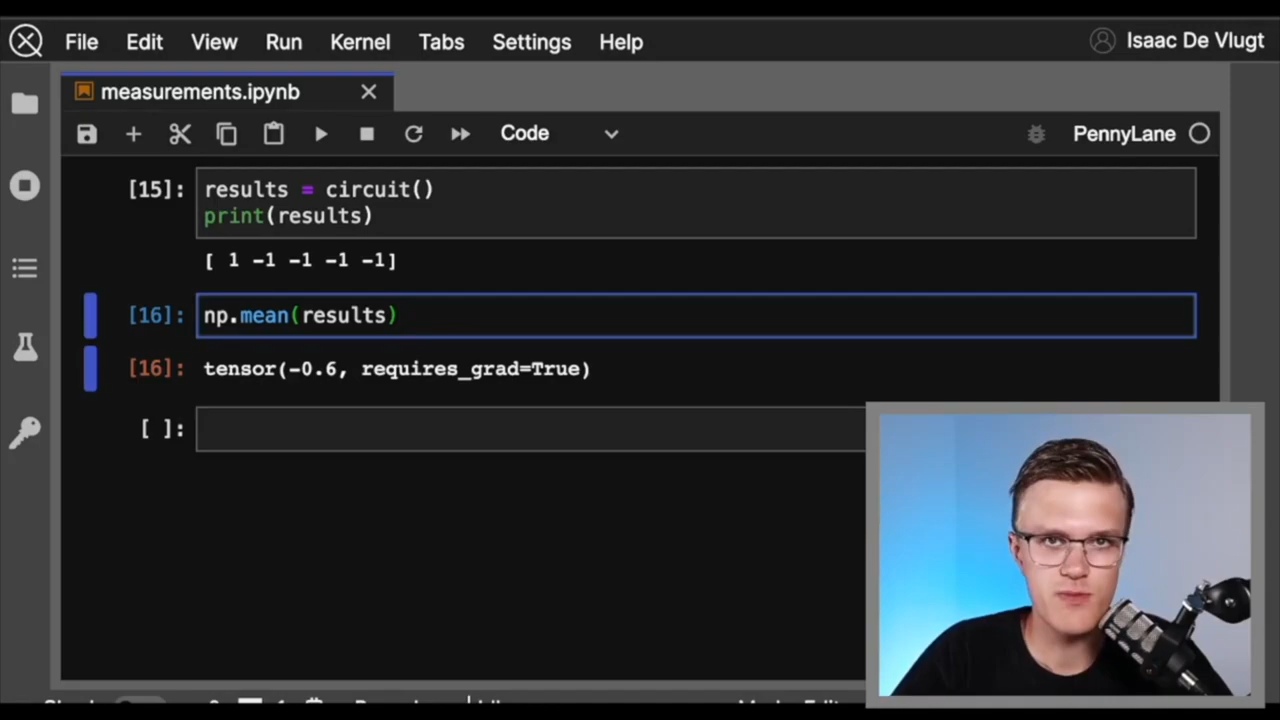 File Edit View Run Kernel Tabs Settings Help
Isaac De Vlugt
measurements.ipynb
Code
PennyLane
[15]: results = circuit()
print(results)
[ 1 -1 -1 -1 -1]
[16]: np.mean(results)
[16]: tensor(-0.6, requires_grad=True)
[ ]: